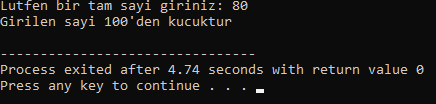 Lutfen bir tam sayi giriniz: 80
Girilen sayi 100'den kucuktur
--------------------------------
Process exited after 4.74 seconds with return value 0
Press any key to continue . . .